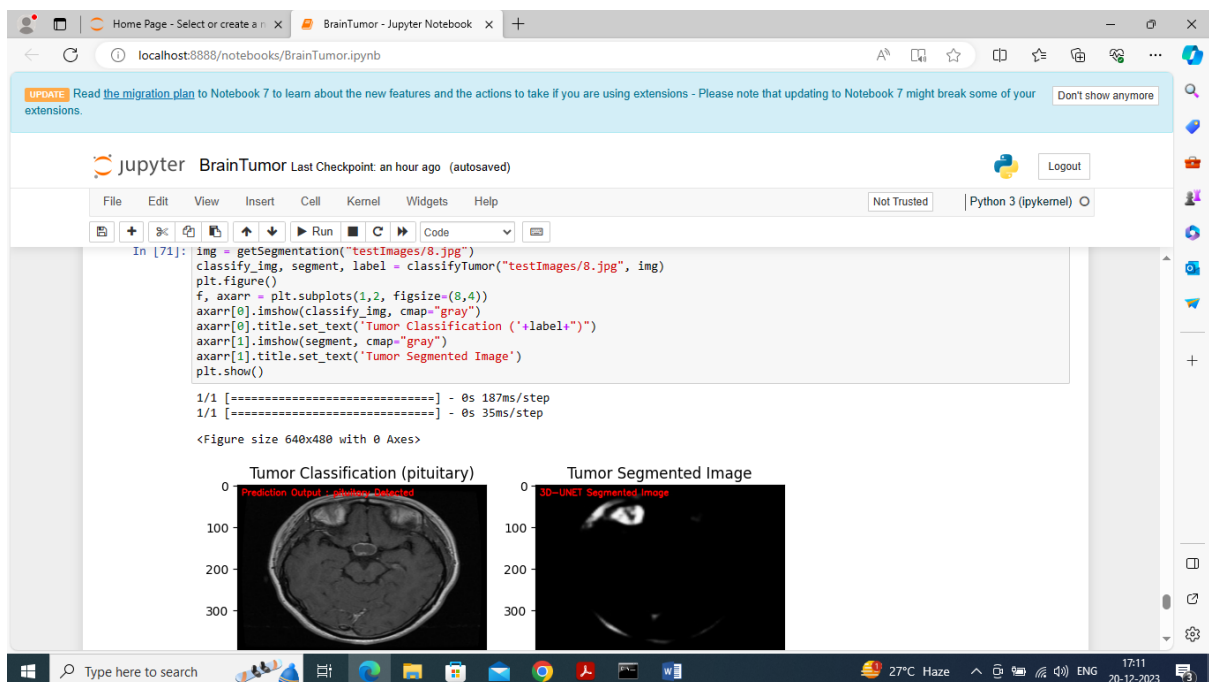 Home Page - Select or create a n
BrainTumor - Jupyter Notebook
localhost:8888/notebooks/BrainTumor.ipynb
UPDATE Read the migration plan to Notebook 7 to learn about the new features and the actions to take if you are using extensions - Please note that updating to Notebook 7 might break some of your
extensions.
Don't show anymore
jupyter BrainTumor Last Checkpoint: an hour ago (autosaved)
Logout
File Edit View Insert Cell Kernel Widgets Help
Not Trusted
Python 3 (ipykernel)
Run
Code
In [71]: img = getSegmentation("testImages/8.jpg")
classify_img, segment, label = classifyTumor("testImages/8.jpg", img)
plt.figure()
f, axarr = plt.subplots(1,2, figsize=(8,4))
axarr[0].imshow(classify_img, cmap="gray")
axarr[0].title.set_text('Tumor Classification ('+label+")")
axarr[1].imshow(segment, cmap="gray")
axarr[1].title.set_text('Tumor Segmented Image')
plt.show()
1/1 [==============================] - 0s 187ms/step
1/1 [==============================] - 0s 35ms/step
<Figure size 640x480 with 0 Axes>
Tumor Classification (pituitary)
0
Prediction Output : pituitary Detected
100
200
300
Tumor Segmented Image
0
3D-UNET Segmented Image
100
200
300
Type here to search
27°C Haze
ENG
17:11
20-12-2023